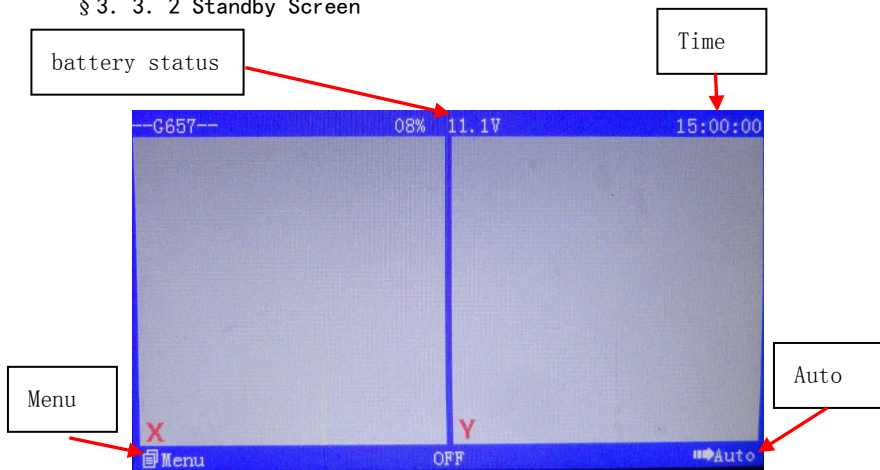 §3. 3. 2 Standby Screen
battery status
Time
--G657-- 08% 11.1V 15:00:00
Menu
Auto
X Y
Menu OFF Auto